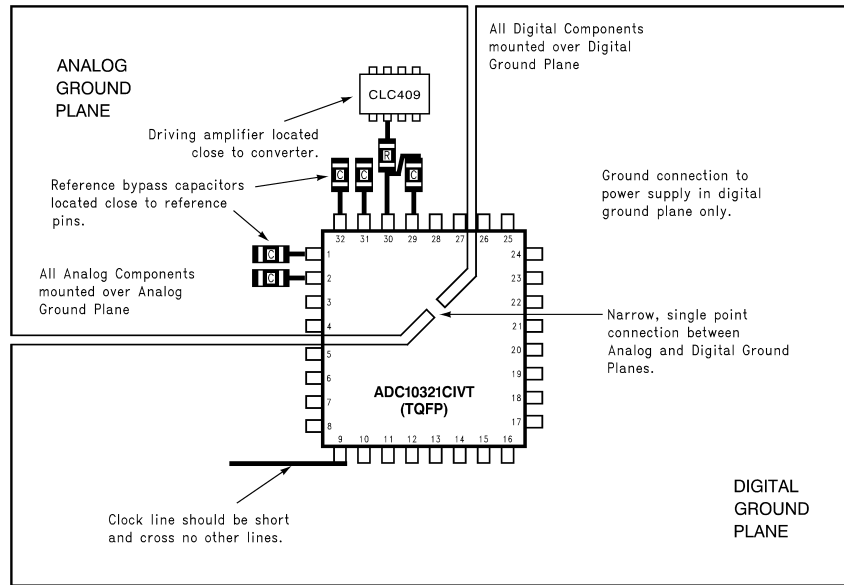 ANALOG
GROUND
PLANE
All Digital Components
mounted over Digital
Ground Plane
CLC409
Driving amplifier located
close to converter.
R
C
C
C
Reference bypass capacitors
located close to reference
pins.
Ground connection to
power supply in digital
ground plane only.
32 31 30 29 28 27 26 25
C
C
All Analog Components
mounted over Analog
Ground Plane
1
2
3
4
5
6
7
8
24
23
22
21
20
19
18
17
Narrow, single point
connection between
Analog and Digital Ground
Planes.
ADC10321CIVT
(TQFP)
9 10 11 12 13 14 15 16
Clock line should be short
and cross no other lines.
DIGITAL
GROUND
PLANE